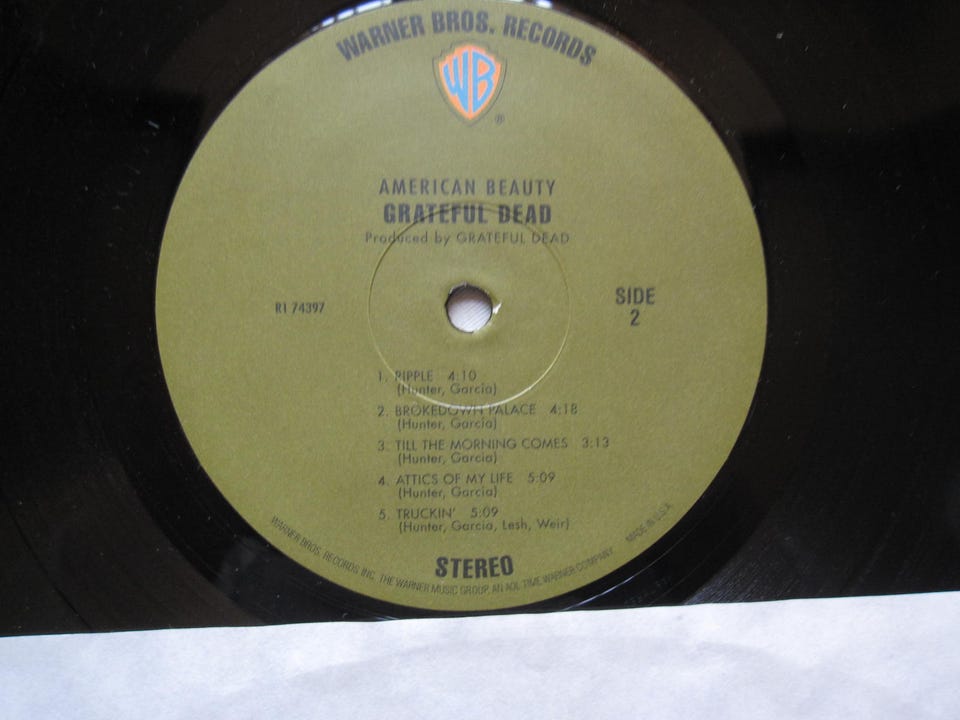 WARNER BROS. RECORDS
WB
®
AMERICAN BEAUTY
GRATEFUL DEAD
Produced by GRATEFUL DEAD
R1 74397
SIDE
2
1. RIPPLE 4:10
(Hunter, Garcia)
2. BROKEDOWN PALACE 4:18
(Hunter, Garcia)
3. TILL THE MORNING COMES 3:13
(Hunter, Garcia)
4. ATTICS OF MY LIFE 5:09
(Hunter, Garcia)
5. TRUCKIN' 5:09
(Hunter, Garcia, Lesh, Weir)
STEREO
WARNER BROS. RECORDS INC. THE WARNER MUSIC GROUP, AN AOL TIME WARNER COMPANY. MADE IN U.S.A.